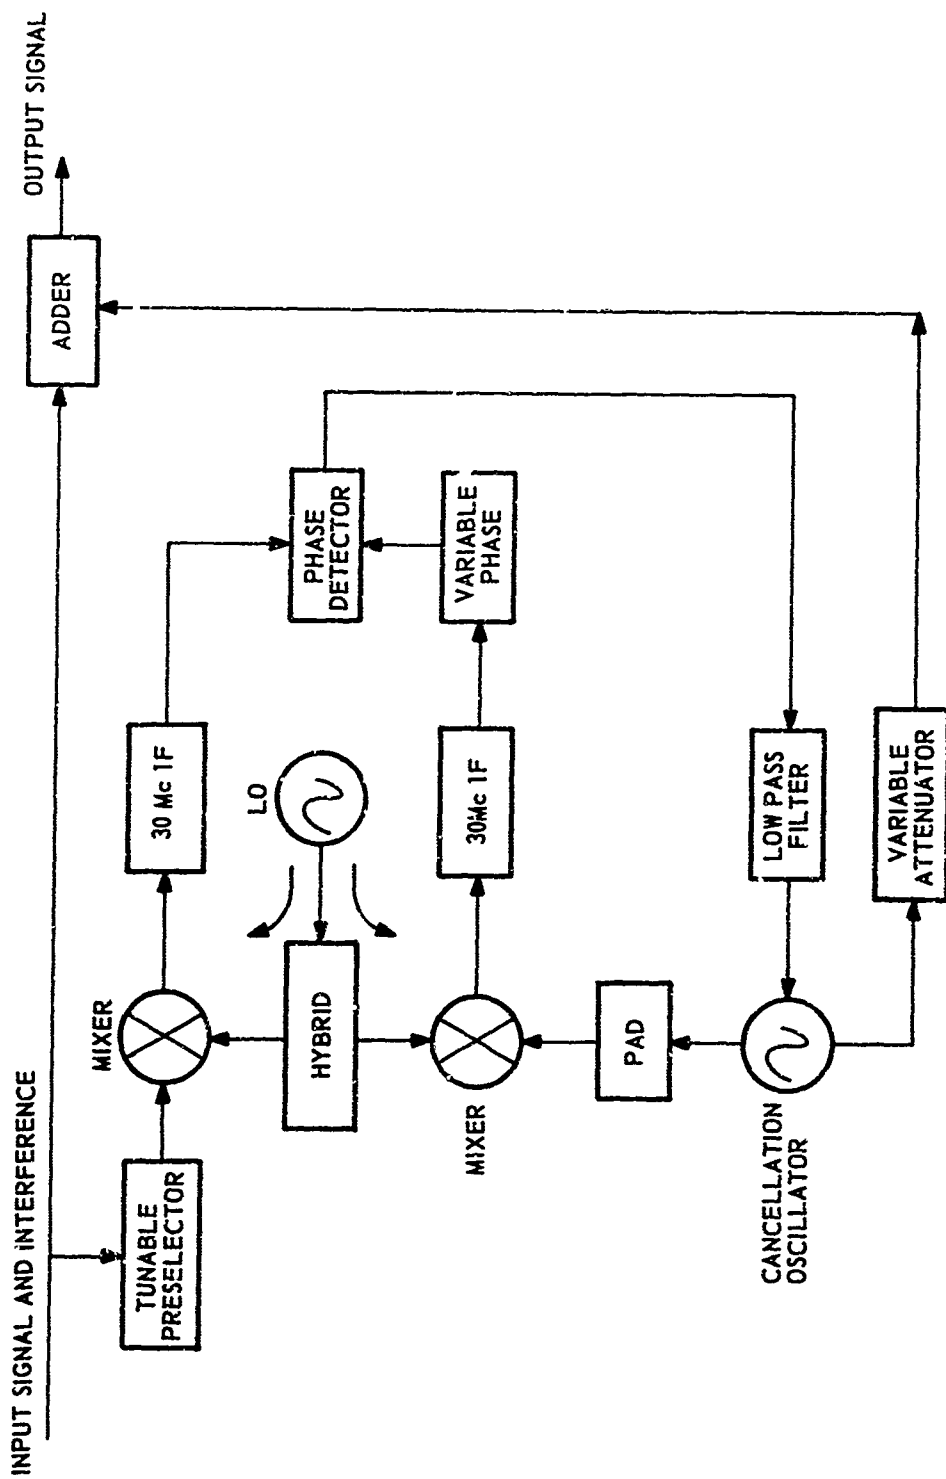 INPUT SIGNAL AND INTERFERENCE
OUTPUT SIGNAL
ADDER
TUNABLE
PRESELECTOR
MIXER
30 Mc IF
PHASE
DETECTOR
LO
HYBRID
MIXER
30Mc IF
VARIABLE
PHASE
PAD
CANCELLATION
OSCILLATOR
LOW PASS
FILTER
VARIABLE
ATTENUATOR